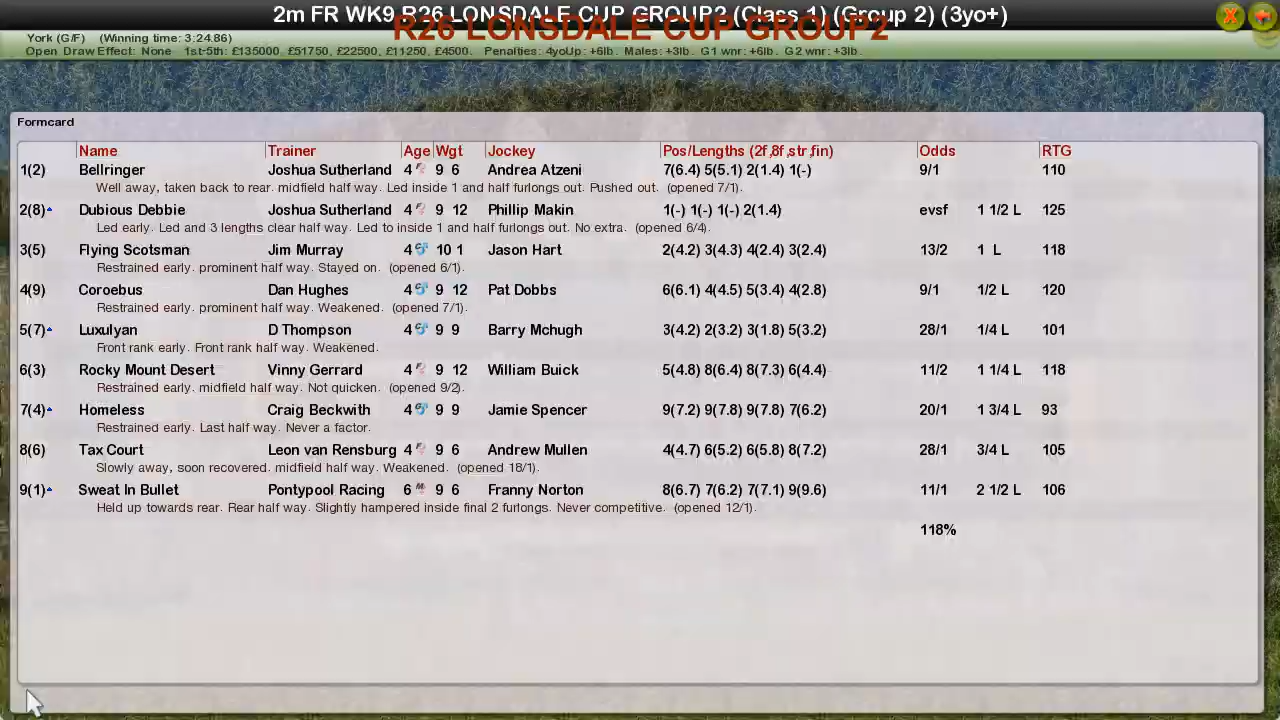 2m FR WK9 R26 LONSDALE CUP GROUP2 (Class 1) (Group 2) (3yo+)
R26 LONSDALE CUP GROUP2
York (G/F) (Winning time: 3:24.86)
Open Draw Effect: None 1st-5th: £135000, £51750, £22500, £11250, £4500. Penalties: 4yoUp: +6lb. Males: +3lb. G1 wnr: +6lb. G2 wnr: +3lb.
Formcard
Name Trainer Age Wgt Jockey Pos/Lengths (2f,8f,str,fin) Odds RTG
1(2) Bellringer Joshua Sutherland 4 9 6 Andrea Atzeni 7(6.4) 5(5.1) 2(1.4) 1(-) 9/1 110
Well away, taken back to rear. midfield half way. Led inside 1 and half furlongs out. Pushed out. (opened 7/1).
2(8) Dubious Debbie Joshua Sutherland 4 9 12 Phillip Makin 1(-) 1(-) 1(-) 2(1.4) evsf 1 1/2 L 125
Led early. Led and 3 lengths clear half way. Led to inside 1 and half furlongs out. No extra. (opened 6/4).
3(5) Flying Scotsman Jim Murray 4 10 1 Jason Hart 2(4.2) 3(4.3) 4(2.4) 3(2.4) 13/2 1 L 118
Restrained early. prominent half way. Stayed on. (opened 6/1).
4(9) Coroebus Dan Hughes 4 9 12 Pat Dobbs 6(6.1) 4(4.5) 5(3.4) 4(2.8) 9/1 1/2 L 120
Restrained early. prominent half way. Weakened. (opened 7/1).
5(7) Luxulyan D Thompson 4 9 9 Barry Mchugh 3(4.2) 2(3.2) 3(1.8) 5(3.2) 28/1 1/4 L 101
Front rank early. Front rank half way. Weakened.
6(3) Rocky Mount Desert Vinny Gerrard 4 9 12 William Buick 5(4.8) 8(6.4) 8(7.3) 6(4.4) 11/2 1 1/4 L 118
Restrained early. midfield half way. Not quicken. (opened 9/2).
7(4) Homeless Craig Beckwith 4 9 9 Jamie Spencer 9(7.2) 9(7.8) 9(7.8) 7(6.2) 20/1 1 3/4 L 93
Restrained early. Last half way. Never a factor.
8(6) Tax Court Leon van Rensburg 4 9 6 Andrew Mullen 4(4.7) 6(5.2) 6(5.8) 8(7.2) 28/1 3/4 L 105
Slowly away, soon recovered. midfield half way. Weakened. (opened 18/1).
9(1) Sweat In Bullet Pontypool Racing 6 9 6 Franny Norton 8(6.7) 7(6.2) 7(7.1) 9(9.6) 11/1 2 1/2 L 106
Held up towards rear. Rear half way. Slightly hampered inside final 2 furlongs. Never competitive. (opened 12/1).
118%